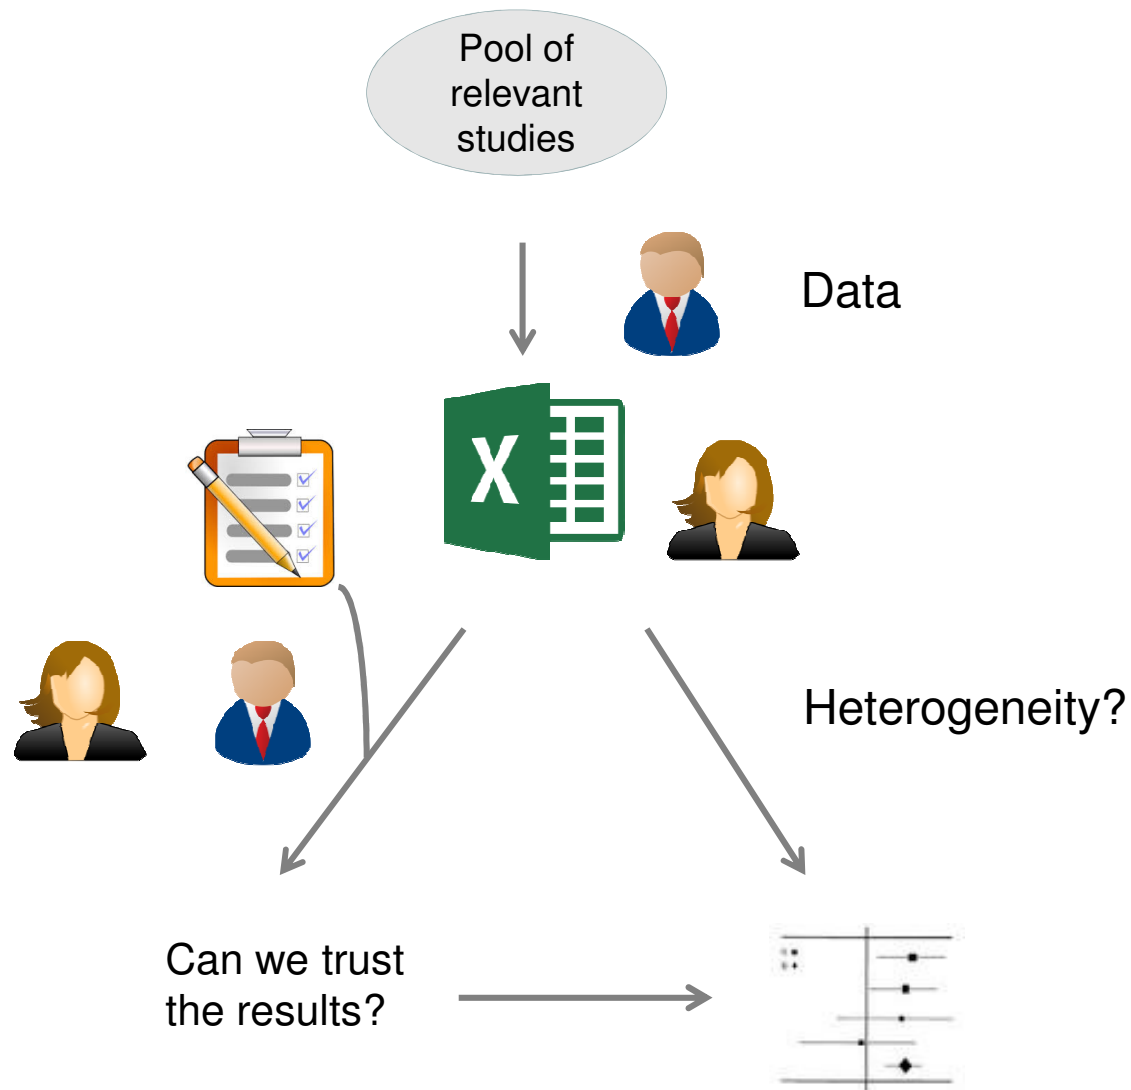 Pool of
relevant
studies
Data
X
Heterogeneity?
Can we trust
the results?